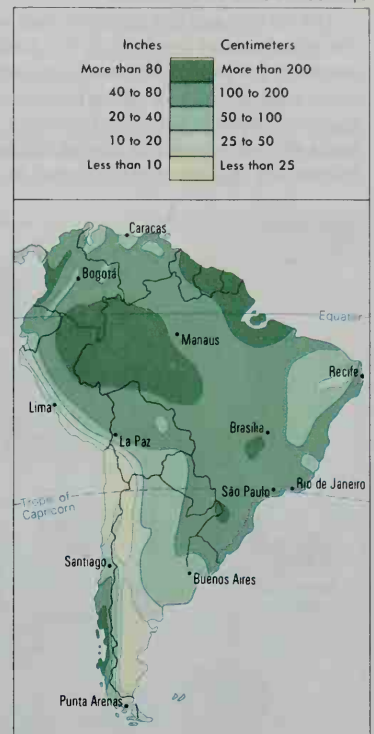 Inches Centimeters
More than 80 More than 200
40 to 80 100 to 200
20 to 40 50 to 100
10 to 20 25 to 50
Less than 10 Less than 25
Caracas
Bogotá
Equator
Manaus
Recife
Lima
La Paz
Brasília
São Paulo
Rio de Janeiro
Tropic of
Capricorn
Santiago
Buenos Aires
Punta Arenas